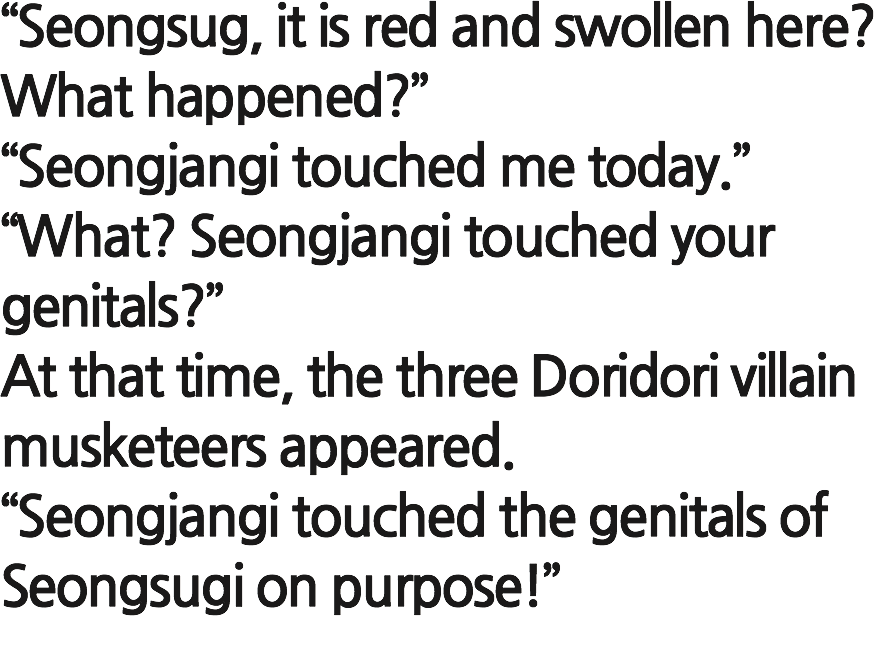 “Seongsug, it is red and swollen here?
What happened?”
“Seongjangi touched me today.”
“What? Seongjangi touched your
genitals?”
At that time, the three Doridori villain
musketeers appeared.
“Seongjangi touched the genitals of
Seongsugi on purpose!”